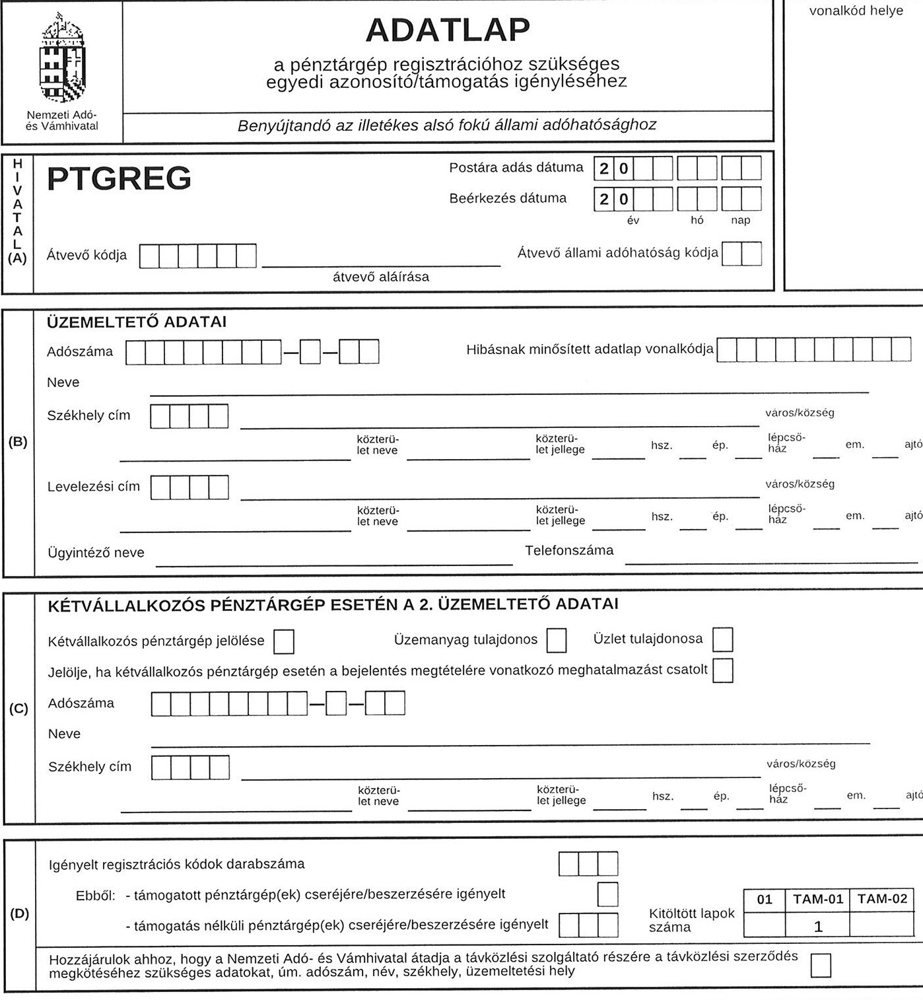 vonalkód helye
ADATLAP
a pénztárgép regisztrációhoz szükséges
egyedi azonosító/támogatás igényléséhez
Nemzeti Adó-
és Vámhivatal
Benyújtandó az illetékes alsó fokú állami adóhatósághoz
HIVATAL
(A)
PTGREG
Postára adás dátuma 2 0
Beérkezés dátuma 2 0
év hó nap
Átvevő kódja
Átvevő állami adóhatóság kódja
átvevő aláírása
(B)
ÜZEMELTETŐ ADATAI
Adószáma – – Hibásnak minősített adatlap vonalkódja
Neve
Székhely cím város/község
közterü-
let neve
közterü-
let jellege
hsz. ép.
lépcső-
ház
em. ajtó
Levelezési cím város/község
közterü-
let neve
közterü-
let jellege
hsz. ép.
lépcső-
ház
em. ajtó
Ügyintéző neve Telefonszáma
(C)
KÉTVÁLLALKOZÓS PÉNZTÁRGÉP ESETÉN A 2. ÜZEMELTETŐ ADATAI
Kétvállalkozós pénztárgép jelölése Üzemanyag tulajdonos Üzlet tulajdonosa
Jelölje, ha kétvállalkozós pénztárgép esetén a bejelentés megtételére vonatkozó meghatalmazást csatolt
Adószáma – –
Neve
Székhely cím város/község
közterü-
let neve
közterü-
let jellege
hsz. ép.
lépcső-
ház
em. ajtó
(D)
Igényelt regisztrációs kódok darabszáma
Ebből: - támogatott pénztárgép(ek) cseréjére/beszerzésére igényelt
- támogatás nélküli pénztárgép(ek) cseréjére/beszerzésére igényelt
Kitöltött lapok
száma
01 TAM-01 TAM-02
1
Hozzájárulok ahhoz, hogy a Nemzeti Adó- és Vámhivatal átadja a távközlési szolgáltató részére a távközlési szerződés
megkötéséhez szükséges adatokat, úm. adószám, név, székhely, üzemeltetési hely